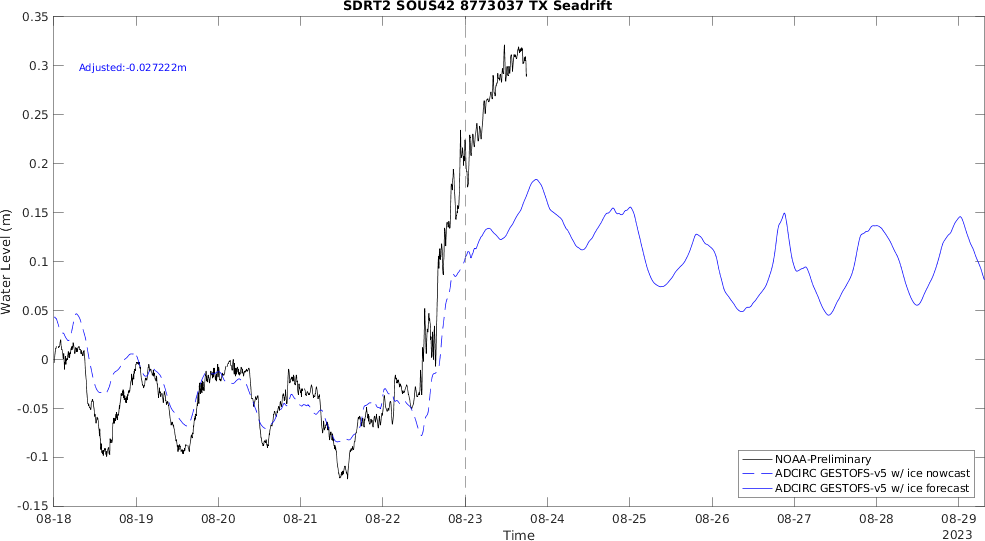 SDRT2 SOUS42 8773037 TX Seadrift
0.35
0.3
0.25
0.2
0.15
0.1
0.05
0
-0.05
-0.1
-0.15
Water Level (m)
Adjusted:-0.027222m
NOAA-Preliminary
ADCIRC GESTOFS-v5 w/ ice nowcast
ADCIRC GESTOFS-v5 w/ ice forecast
08-18 08-19 08-20 08-21 08-22 08-23 08-24 08-25 08-26 08-27 08-28 08-29
Time
2023